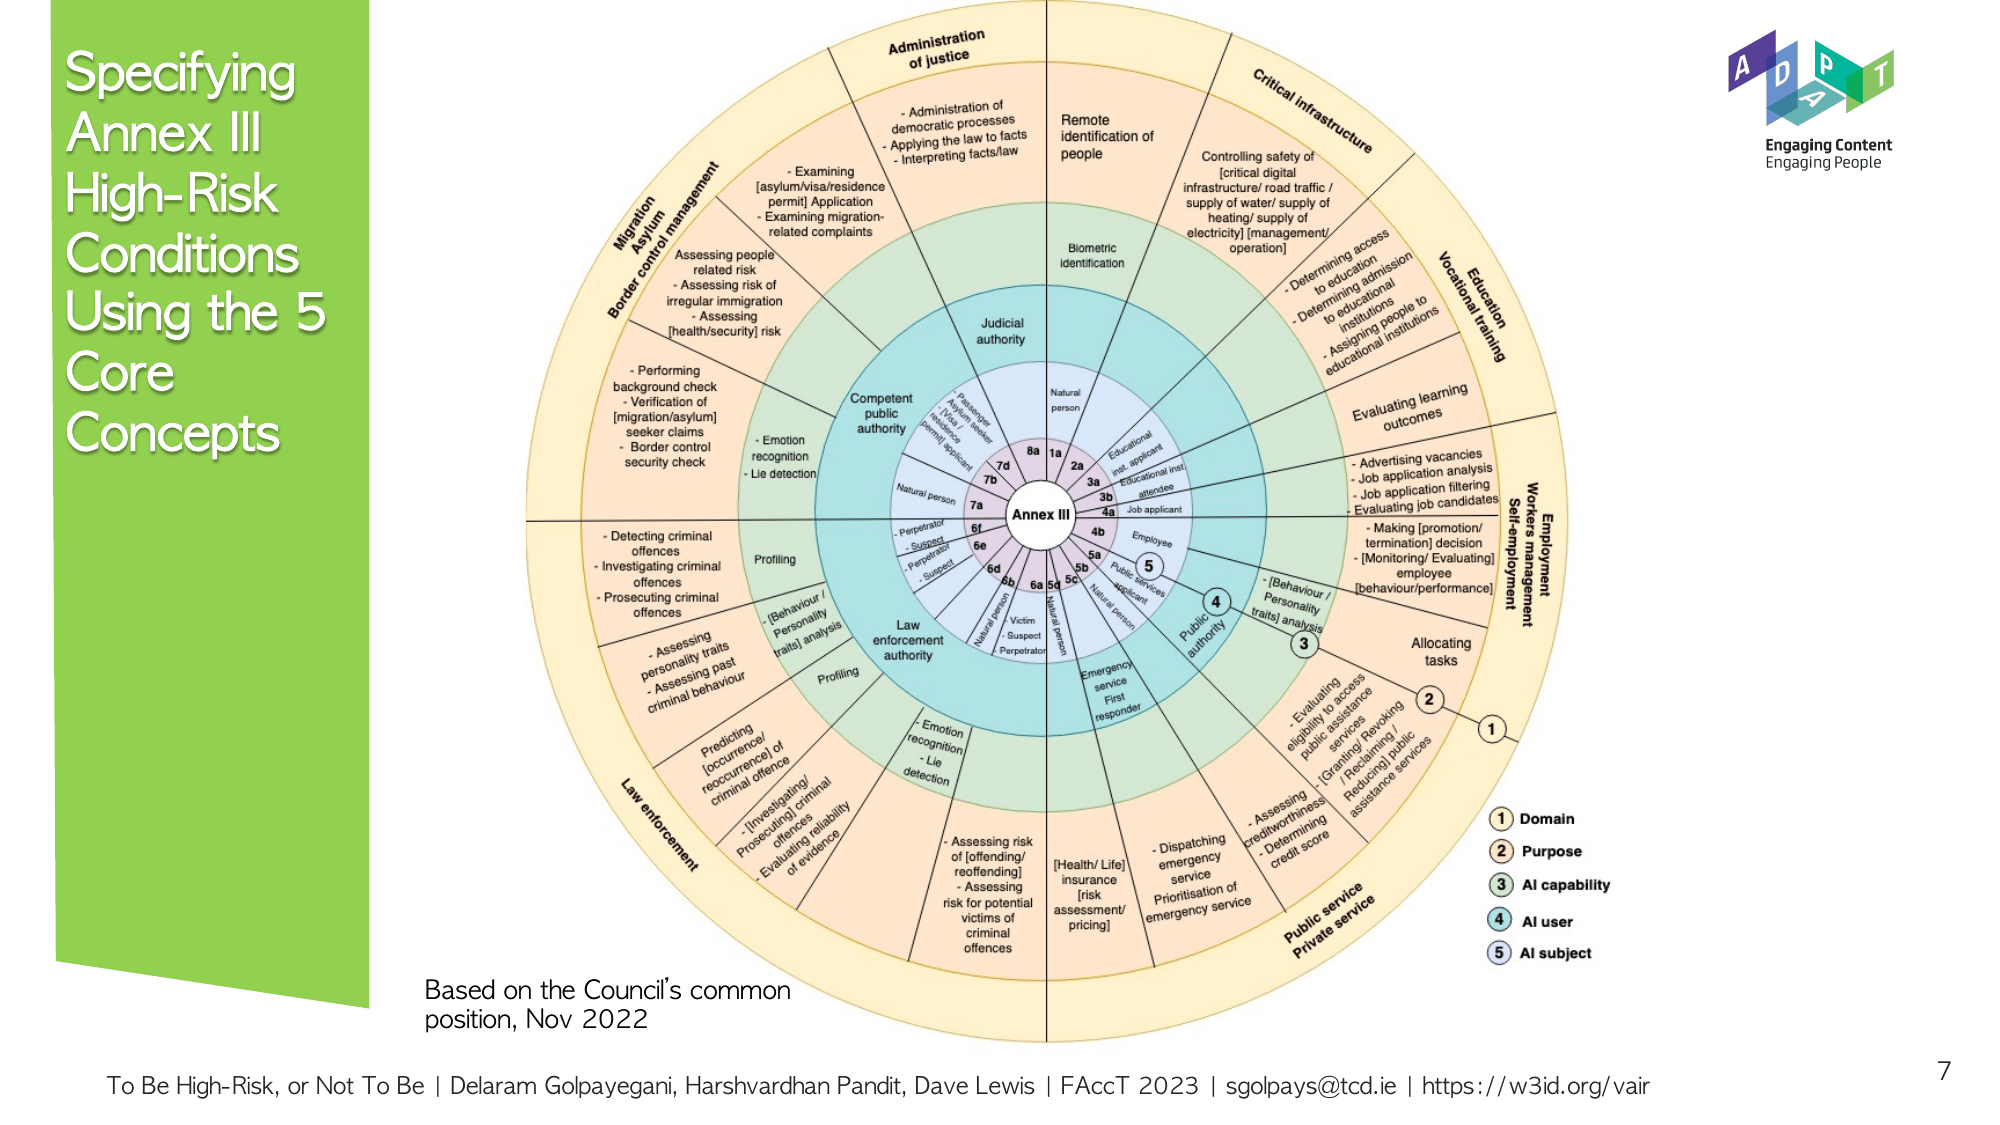 Specifying
Annex III
High-Risk
Conditions
Using the 5
Core
Concepts
A D A P T
Engaging Content
Engaging People
Administration
of justice
Critical infrastructure
Education
Vocational training
Employment
Workers management
Self-employment
Public service
Private service
Law enforcement
Migration
Asylum
Border control management
- Administration of
democratic processes
- Applying the law to facts
- Interpreting facts/law
Remote
identification of
people
Controlling safety of
[critical digital
infrastructure/ road traffic /
supply of water/ supply of
heating/ supply of
electricity] [management/
operation]
- Determining access
to education
- Determining admission
to educational
institutions
- Assigning people to
educational institutions
Evaluating learning
outcomes
- Advertising vacancies
- Job application analysis
- Job application filtering
- Evaluating job candidates
- Making [promotion/
termination] decision
- [Monitoring/ Evaluating]
employee
[behaviour/performance]
Allocating
tasks
- Evaluating
eligibility to access
public assistance
services
- [Granting/ Revoking
/ Reclaiming /
Reducing] public
assistance services
- Assessing
creditworthiness
- Determining
credit score
- Dispatching
emergency
service
Prioritisation of
emergency service
[Health/ Life]
insurance
[risk
assessment/
pricing]
- Assessing risk
of [offending/
reoffending]
- Assessing
risk for potential
victims of
criminal
offences
- [Investigating/
Prosecuting] criminal
offences
- Evaluating reliability
of evidence
Predicting
[occurrence/
reoccurrence] of
criminal offence
- Assessing
personality traits
- Assessing past
criminal behaviour
- Detecting criminal
offences
- Investigating criminal
offences
- Prosecuting criminal
offences
- Performing
background check
- Verification of
[migration/asylum]
seeker claims
- Border control
security check
Assessing people
related risk
- Assessing risk of
irregular immigration
- Assessing
[health/security] risk
- Examining
[asylum/visa/residence
permit] Application
- Examining migration-
related complaints
Biometric
identification
- [Behaviour /
Personality
traits] analysis
- Emotion
recognition
- Lie
detection
Profiling
- [Behaviour /
Personality
traits] analysis
Profiling
- Emotion
recognition
- Lie detection
Judicial
authority
Public
authority
Emergency
service
First
responder
Law
enforcement
authority
Competent
public
authority
Natural
person
Educational
inst. applicant
Educational inst.
attendee
Job applicant
Employee
Public services
applicant
Natural person
Natural person
- Victim
- Suspect
- Perpetrator
Natural person
- Perpetrator
- Suspect
- Perpetrator
- Suspect
Natural person
- Passenger
- Asylum seeker
- [Visa /
residence
permit] applicant
8a
1a
2a
3a
3b
4a
4b
5a
5b
5c
5d
6a
6b
6d
6e
6f
7a
7b
7d
Annex III
5
4
3
2
1
1 Domain
2 Purpose
3 AI capability
4 AI user
5 AI subject
Based on the Council's common
position, Nov 2022
To Be High-Risk, or Not To Be | Delaram Golpayegani, Harshvardhan Pandit, Dave Lewis | FAccT 2023 | sgolpays@tcd.ie | https://w3id.org/vair
7